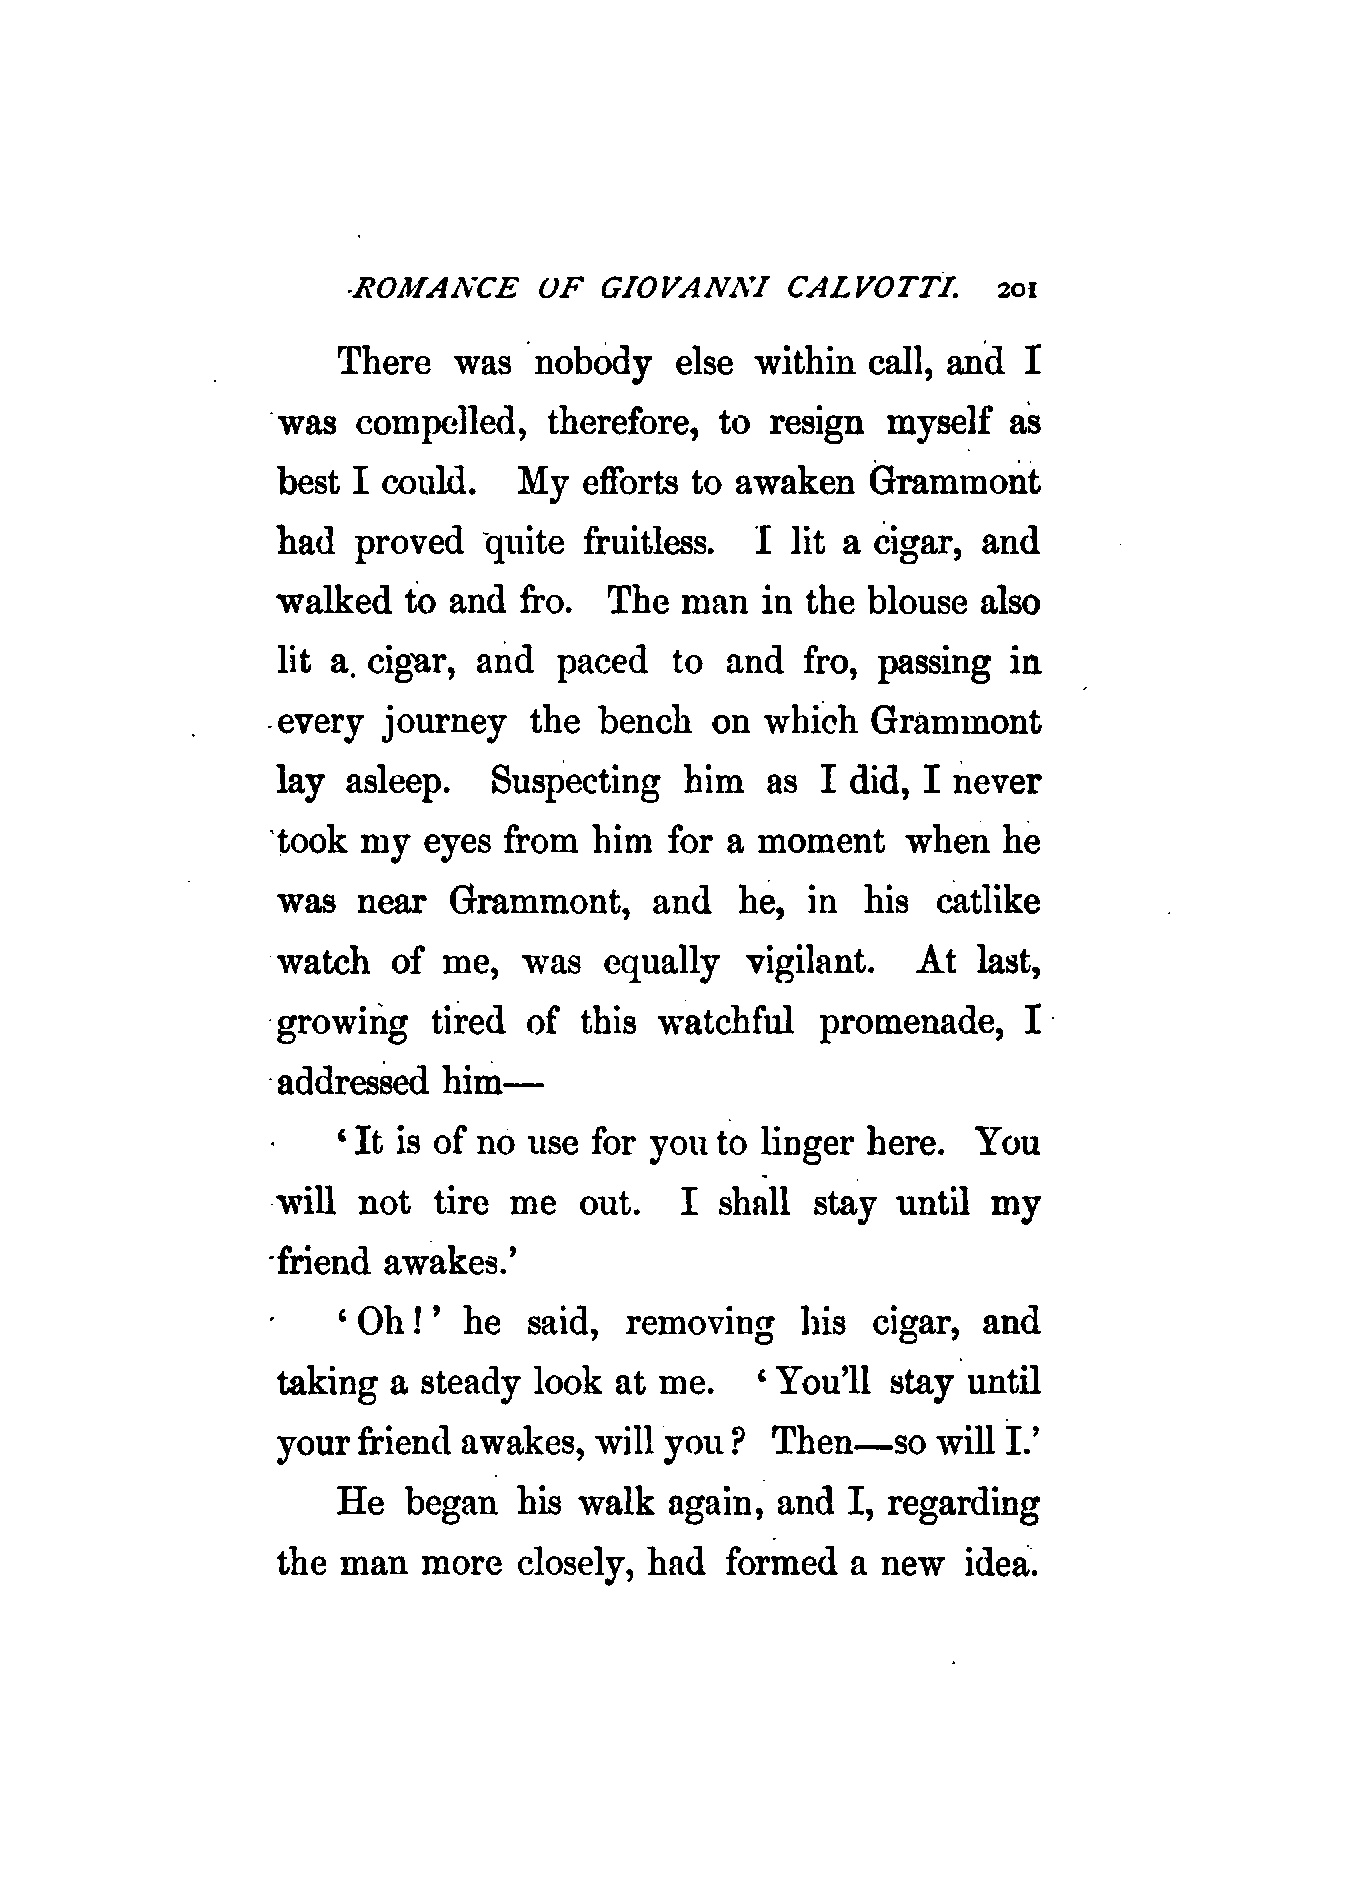 ROMANCE OF GIOVANNI CALVOTTI. 201
There was nobody else within call, and I
was compelled, therefore, to resign myself as
best I could. My efforts to awaken Grammont
had proved quite fruitless. I lit a cigar, and
walked to and fro. The man in the blouse also
lit a cigar, and paced to and fro, passing in
every journey the bench on which Grammont
lay asleep. Suspecting him as I did, I never
took my eyes from him for a moment when he
was near Grammont, and he, in his catlike
watch of me, was equally vigilant. At last,
growing tired of this watchful promenade, I
addressed him—
‘It is of no use for you to linger here. You
will not tire me out. I shall stay until my
friend awakes.’
‘Oh!’ he said, removing his cigar, and
taking a steady look at me. ‘You'll stay until
your friend awakes, will you? Then—so will I.’
He began his walk again, and I, regarding
the man more closely, had formed a new idea.